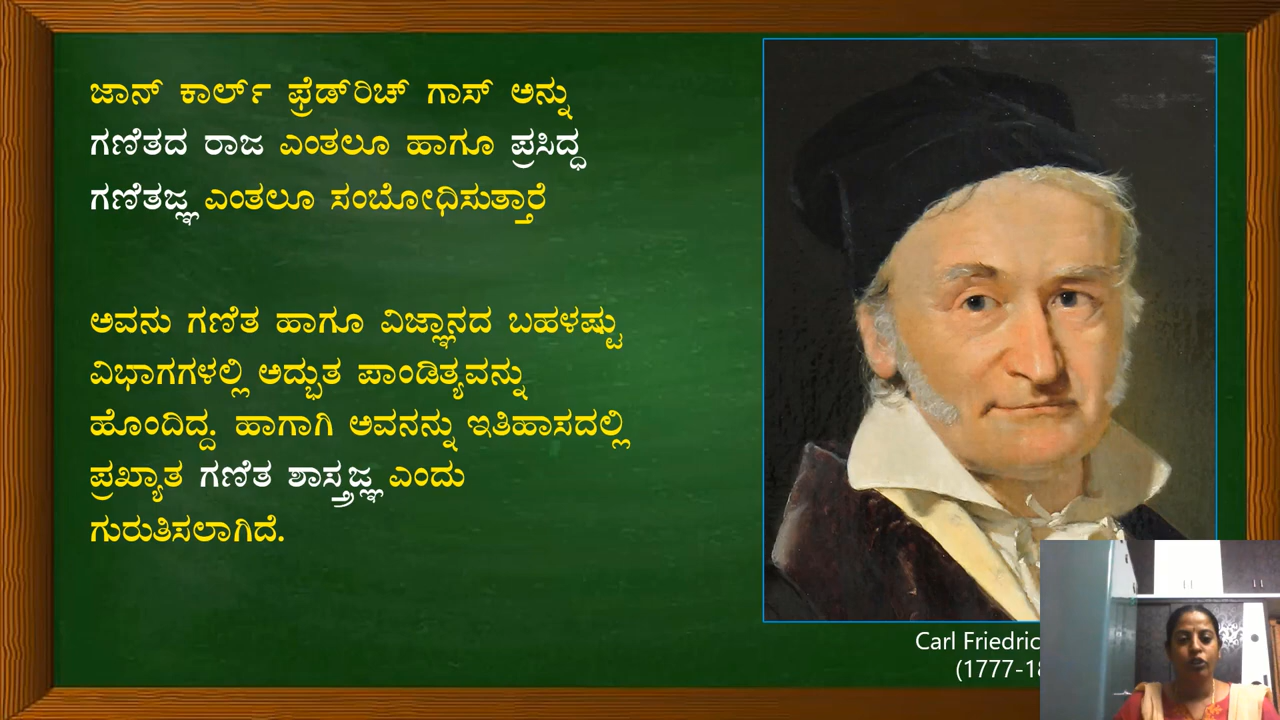 ಜಾನ್ ಕಾರ್ಲ್ ಫ್ರೆಡ್‌ರಿಚ್ ಗಾಸ್ ಅನ್ನು
ಗಣಿತದ ರಾಜ ಎಂತಲೂ ಹಾಗೂ ಪ್ರಸಿದ್ಧ
ಗಣಿತಜ್ಞ ಎಂತಲೂ ಸಂಬೋಧಿಸುತ್ತಾರೆ
ಅವನು ಗಣಿತ ಹಾಗೂ ವಿಜ್ಞಾನದ ಬಹಳಷ್ಟು
ವಿಭಾಗಗಳಲ್ಲಿ ಅದ್ಭುತ ಪಾಂಡಿತ್ಯವನ್ನು
ಹೊಂದಿದ್ದ. ಹಾಗಾಗಿ ಅವನನ್ನು ಇತಿಹಾಸದಲ್ಲಿ
ಪ್ರಖ್ಯಾತ ಗಣಿತ ಶಾಸ್ತ್ರಜ್ಞ ಎಂದು
ಗುರುತಿಸಲಾಗಿದೆ.
Carl
(1777-18